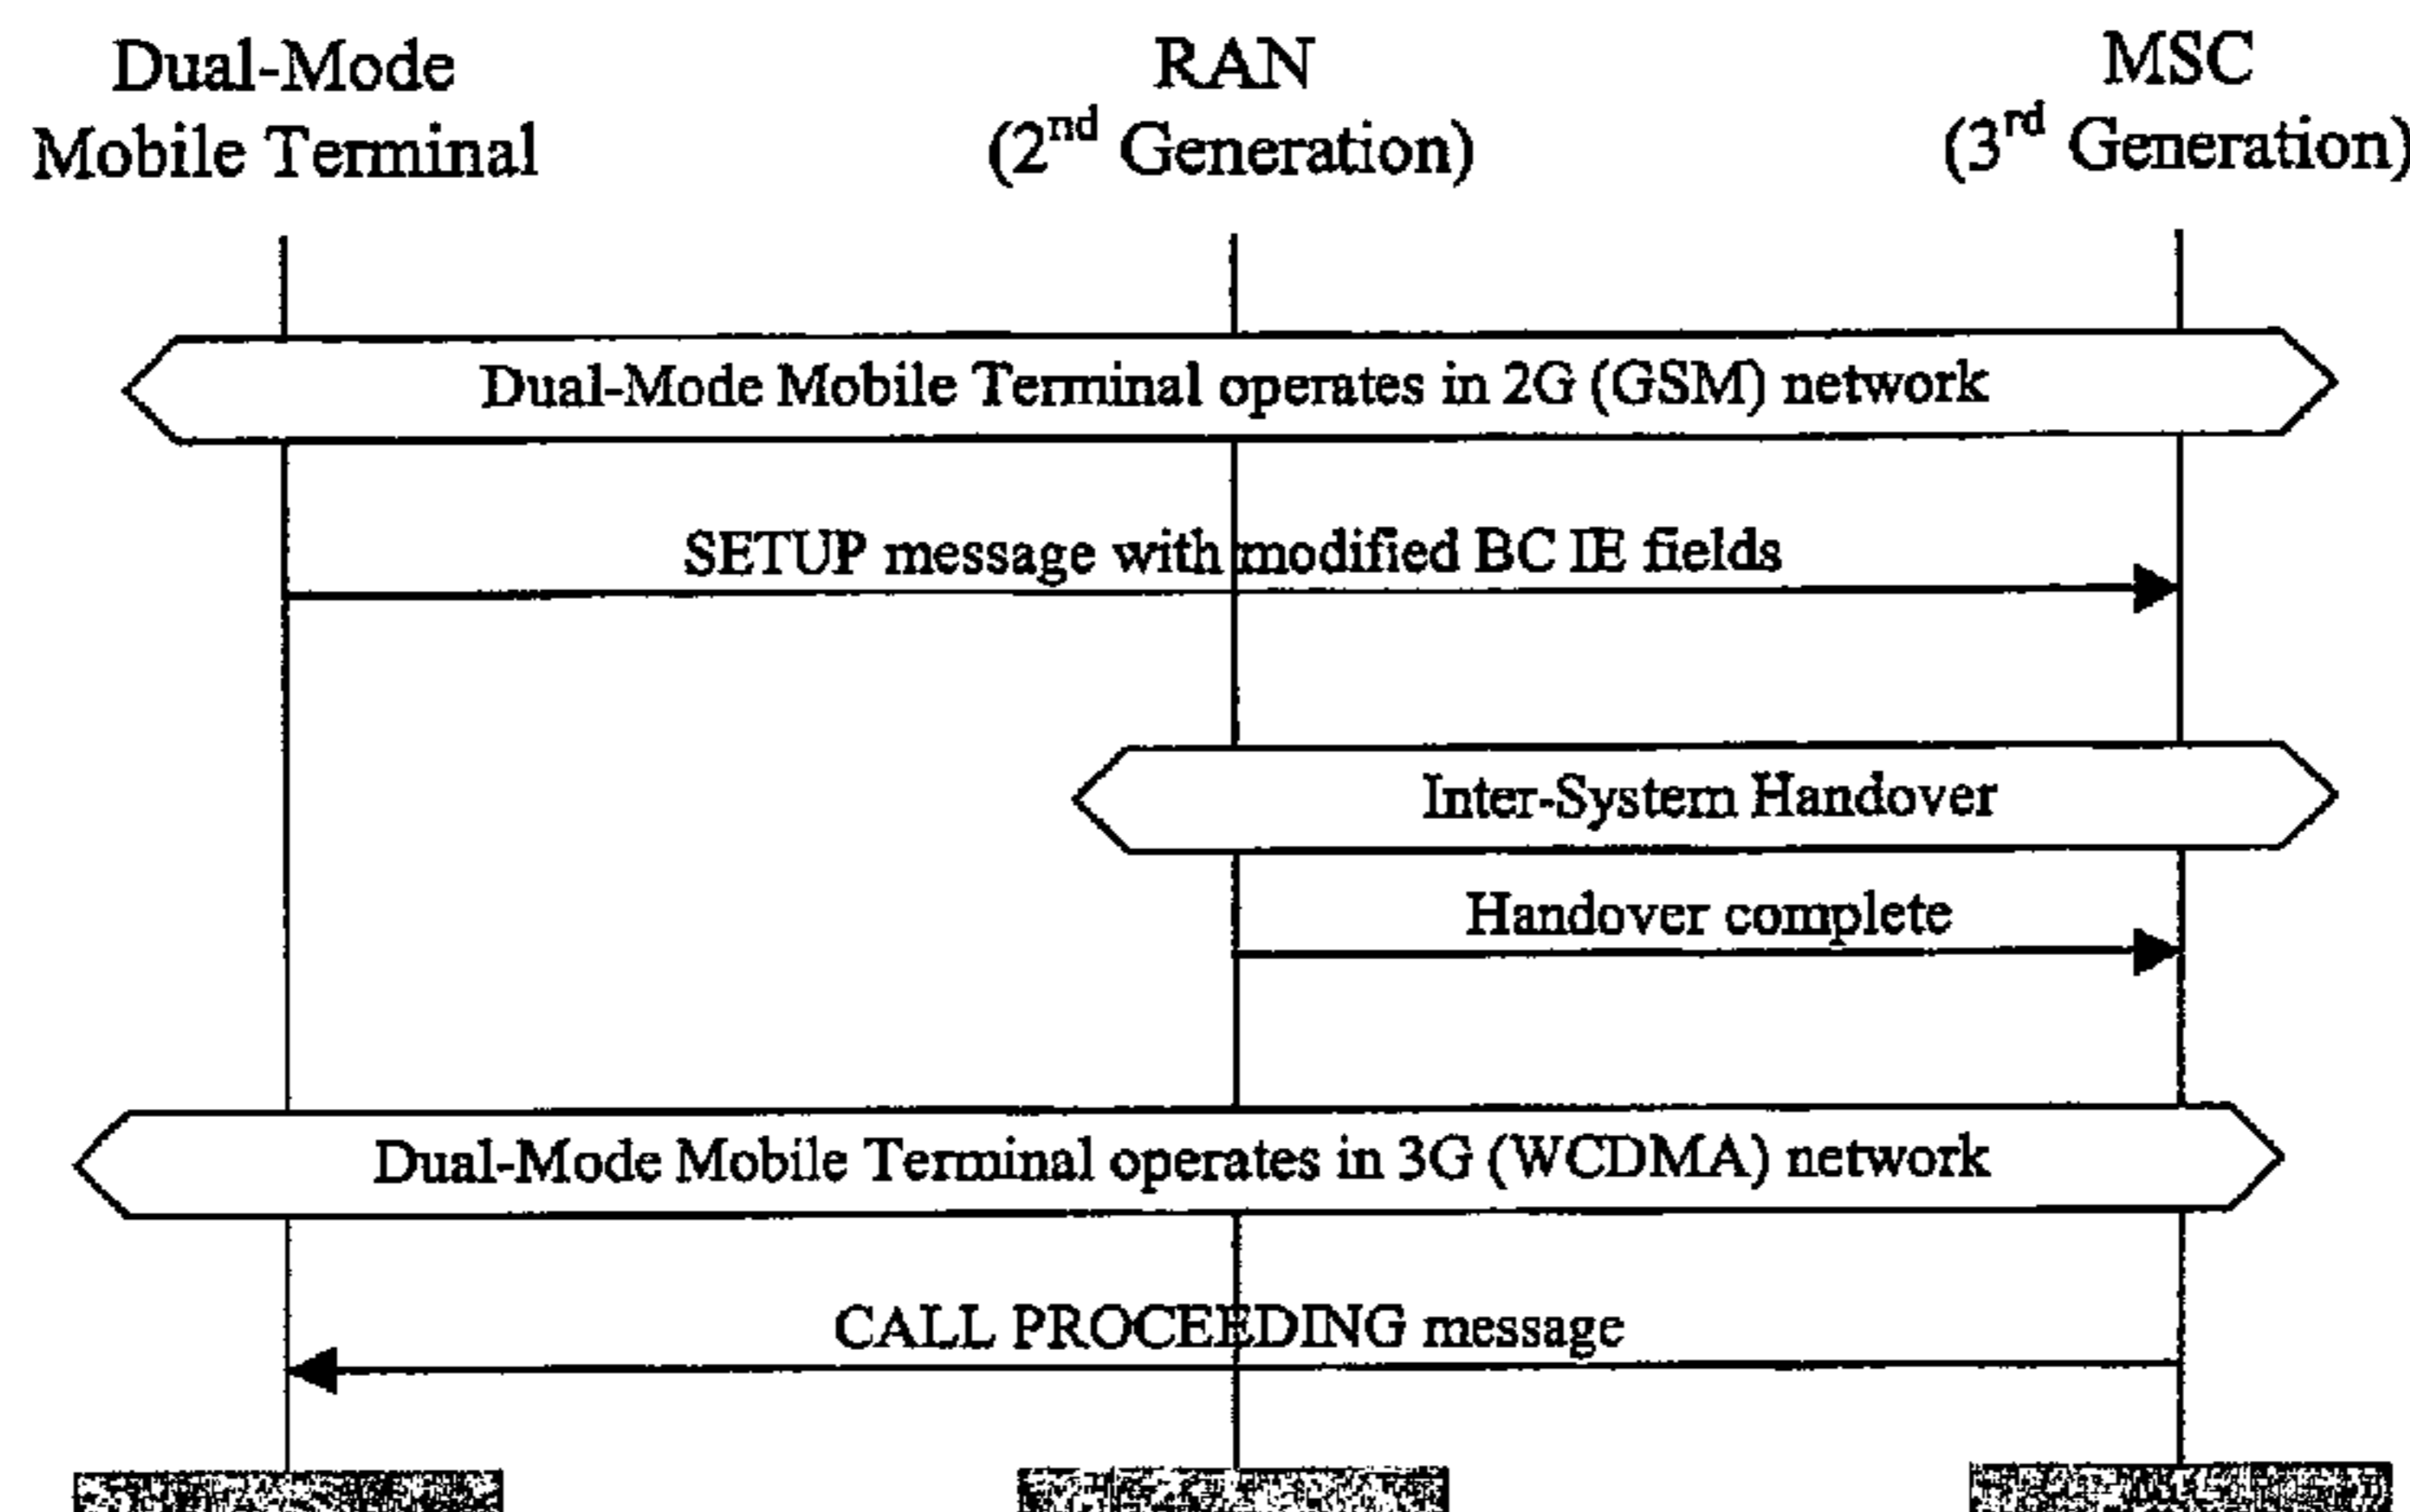 Dual-Mode
Mobile Terminal
RAN
(2nd Generation)
MSC
(3rd Generation)
Dual-Mode Mobile Terminal operates in 2G (GSM) network
SETUP message with modified BC IE fields
Inter-System Handover
Handover complete
Dual-Mode Mobile Terminal operates in 3G (WCDMA) network
CALL PROCEEDING message